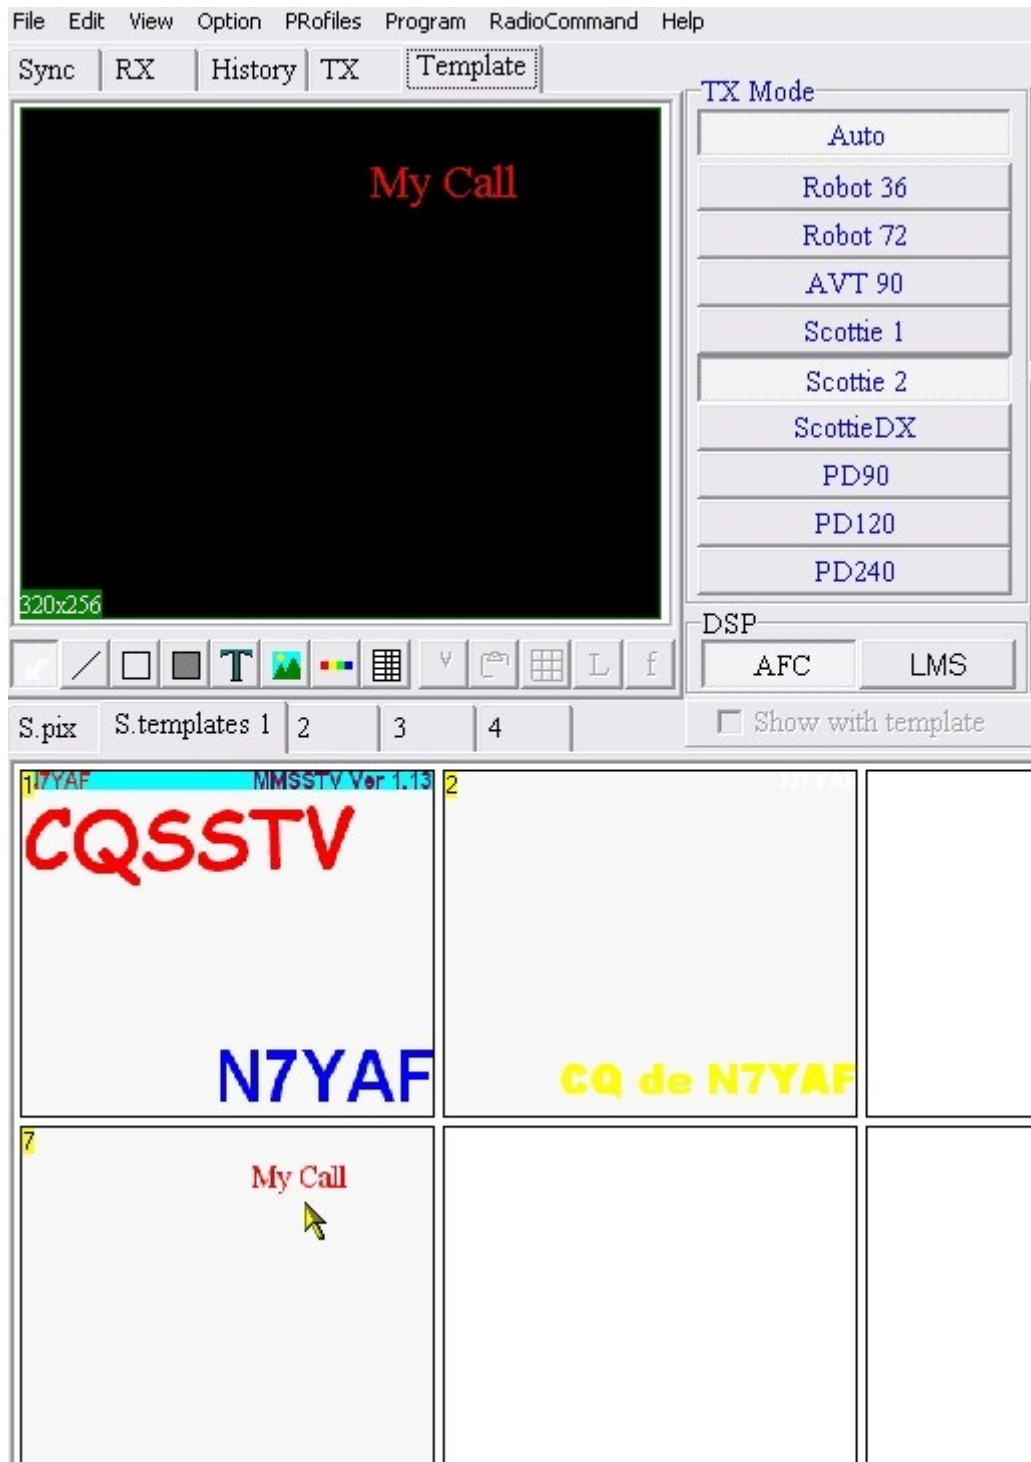 File Edit View Option PRofiles Program RadioCommand Help
Sync RX History TX Template
My Call
320x256
TX Mode
Auto
Robot 36
Robot 72
AVT 90
Scottie 1
Scottie 2
ScottieDX
PD90
PD120
PD240
DSP
AFC LMS
T L f
S.pix S.templates 1 2 3 4
Show with template
1 N7YAF MMSSTV Ver 1.13
CQSSTV
N7YAF
2 N7YAF
CQ de N7YAF
7
My Call